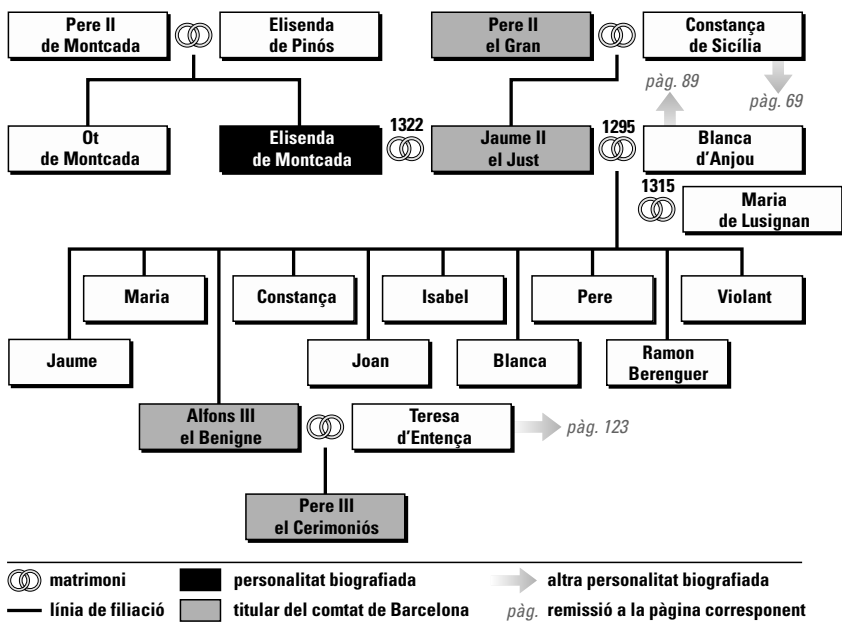 Pere II
de Montcada
Elisenda
de Pinós
Pere II
el Gran
Constança
de Sicília
pàg. 89
pàg. 69
Ot
de Montcada
Elisenda
de Montcada
1322
Jaume II
el Just
1295
Blanca
d'Anjou
1315
Maria
de Lusignan
Maria
Constança
Isabel
Pere
Violant
Jaume
Joan
Blanca
Ramon
Berenguer
Alfons III
el Benigne
Teresa
d'Entença
pàg. 123
Pere III
el Cerimoniós
matrimoni
personalitat biografiada
altra personalitat biografiada
línia de filiació
titular del comtat de Barcelona
pàg. remissió a la pàgina corresponent